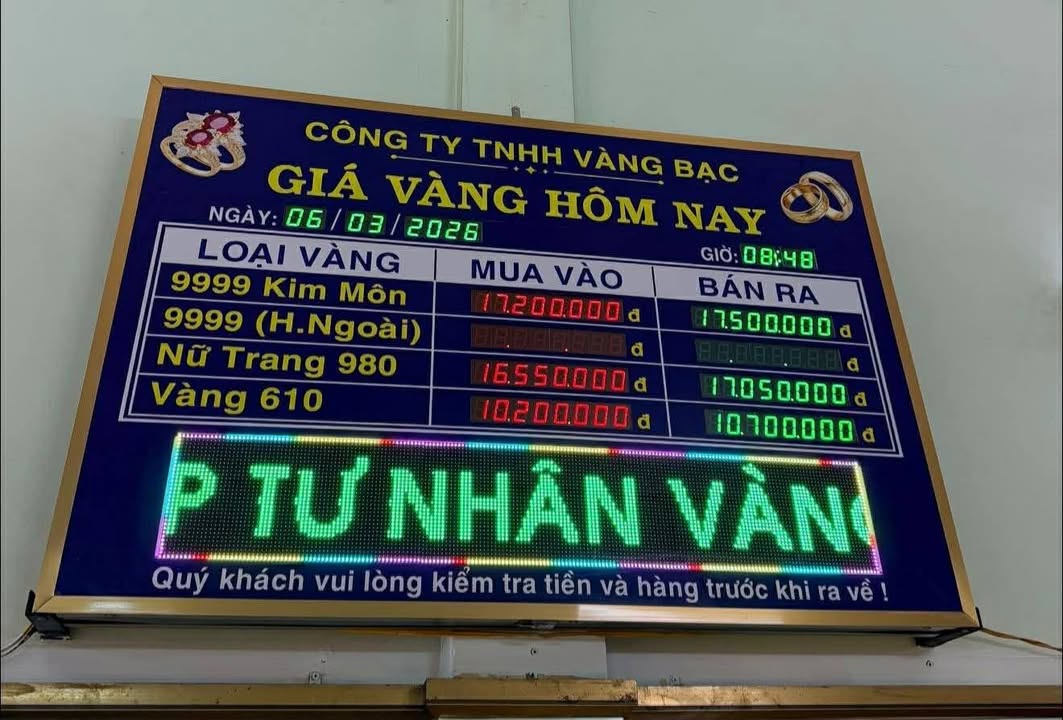 CÔNG TY TNHH VÀNG BẠC
GIÁ VÀNG HÔM NAY
NGÀY: 06/03/2026 GIỜ: 08:48
LOẠI VÀNG MUA VÀO BÁN RA
9999 Kim Môn 17.200.000 đ 17.500.000 đ
9999 (H.Ngoài) đ đ
Nữ Trang 980 16.550.000 đ 17.050.000 đ
Vàng 610 10.200.000 đ 10.700.000 đ
P TƯ NHÂN VÀNG
Quý khách vui lòng kiểm tra tiền và hàng trước khi ra về !